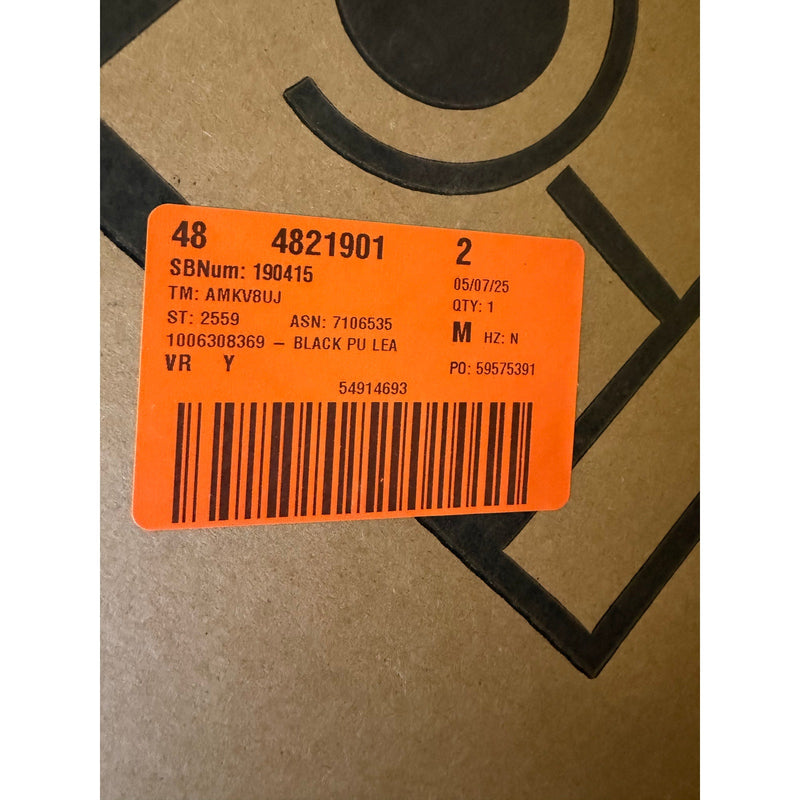 48 4821901 2
SBNum: 190415 05/07/25
TM: AMKV8UJ QTY: 1
ST: 2559 ASN: 7106535 M HZ: N
1006308369 – BLACK PU LEA
VR Y PO: 59575391
54914693